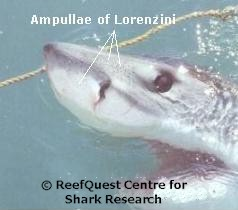 Ampullae of Lorenzini
© ReefQuest Centre for
Shark Research